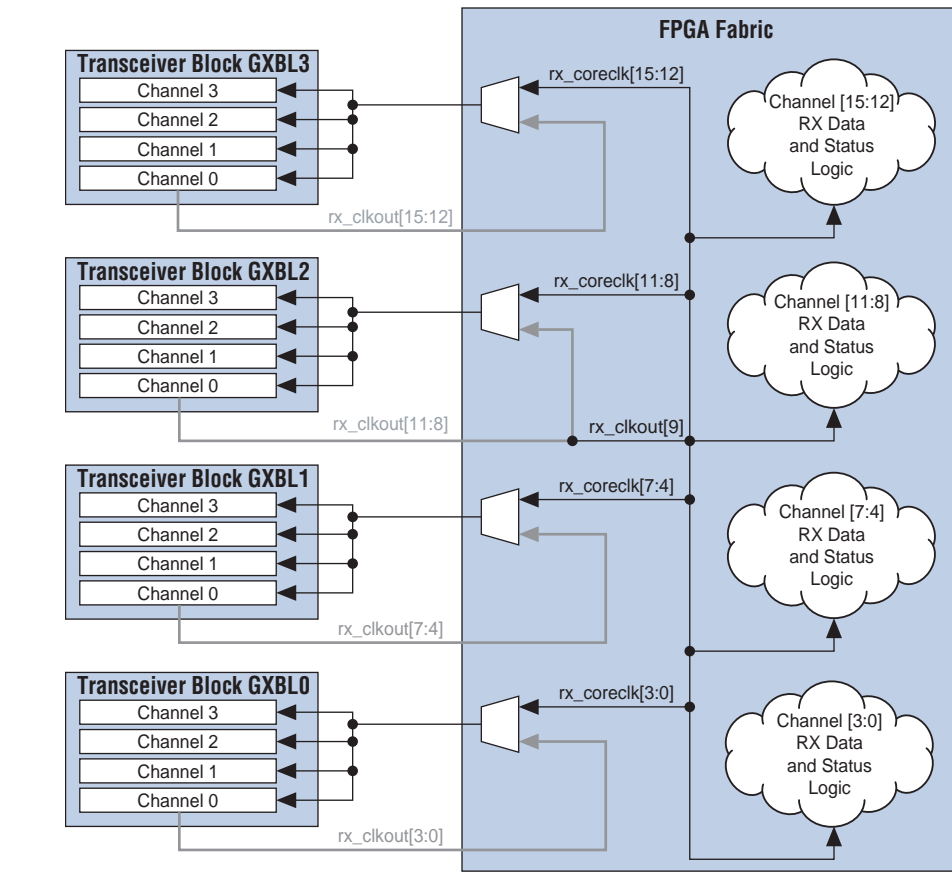 FPGA Fabric
Transceiver Block GXBL3
Channel 3
Channel 2
Channel 1
Channel 0
rx_coreclk[15:12]
rx_clkout[15:12]
Channel [15:12]
RX Data
and Status
Logic
Transceiver Block GXBL2
Channel 3
Channel 2
Channel 1
Channel 0
rx_coreclk[11:8]
rx_clkout[11:8]
rx_clkout[9]
Channel [11:8]
RX Data
and Status
Logic
Transceiver Block GXBL1
Channel 3
Channel 2
Channel 1
Channel 0
rx_coreclk[7:4]
rx_clkout[7:4]
Channel [7:4]
RX Data
and Status
Logic
Transceiver Block GXBL0
Channel 3
Channel 2
Channel 1
Channel 0
rx_coreclk[3:0]
rx_clkout[3:0]
Channel [3:0]
RX Data
and Status
Logic